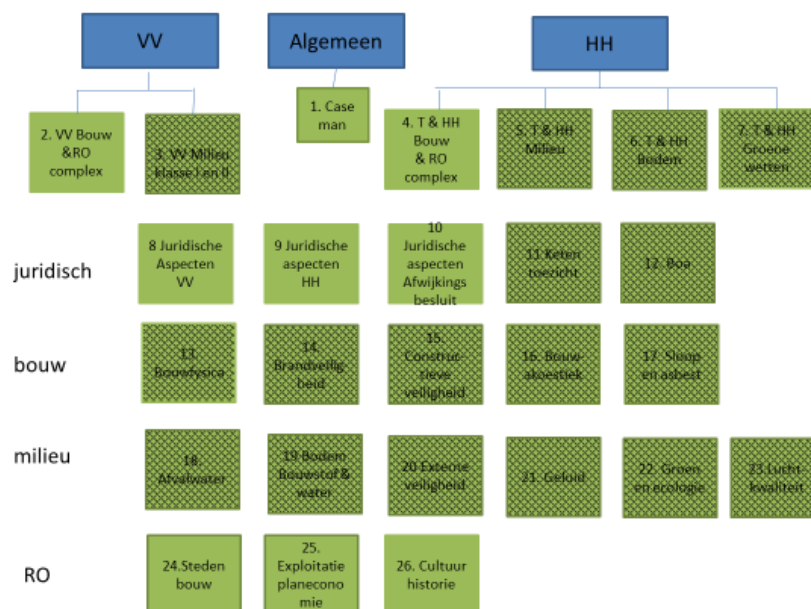 VV
Algemeen
HH
1. Case
man
2. VV Bouw
&RO
complex
3. VV Milieu
klasse I en II
4. T & HH
Bouw
& RO
complex
5. T & HH
Milieu
6. T & HH
Bodem
7. T & HH
Groene
wetten
juridisch
8 Juridische
Aspecten
VV
9 Juridische
aspecten
HH
10
Juridische
aspecten
Afwijkings
besluit
11 Keten
toezicht
12. Boa
bouw
13.
Bouwfysica
14.
Brandveilig-
heid
15.
Construc-
tieve
veiligheid
16. Bouw-
akoestiek
17. Sloop
en asbest
milieu
18.
Afvalwater
19 Bodem
Bouwstof &
water
20 Externe
veiligheid
21. Geluid
22. Groen
en ecologie
23.Lucht-
kwaliteit
RO
24.Steden
bouw
25.
Exploitatie
planecono
mie
26. Cultuur
historie